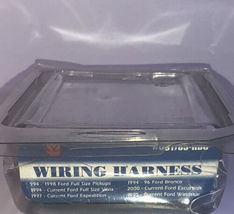 WIRING HARNESS
1994 - 1998 Ford Full Size Pickups 1994 - 96 Ford Bronco
1994 - Current Ford Full Size Vans 2000 - Current Ford Excursion
1997 - Current Ford Expedition Current Ford Windstar